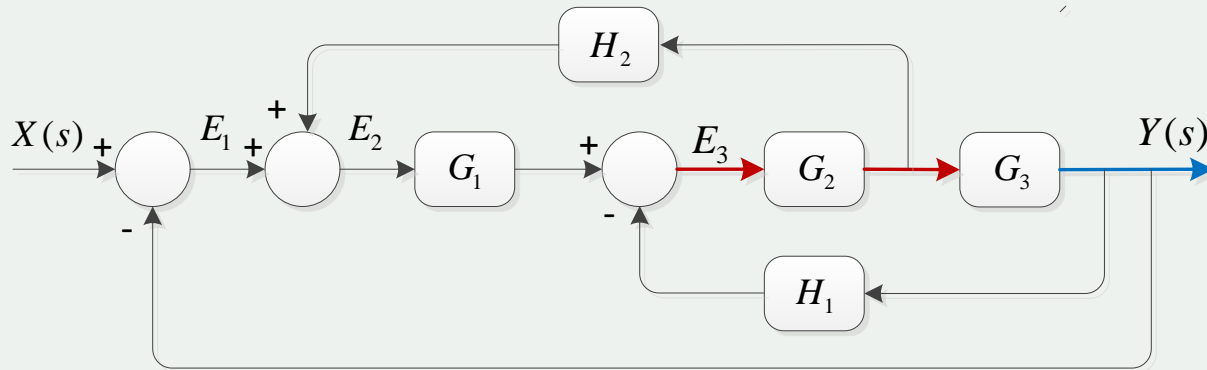 H₂
+
X(s)
+
E₁
+
E₂
G₁
+
E₃
G₂
G₃
Y(s)
-
-
H₁